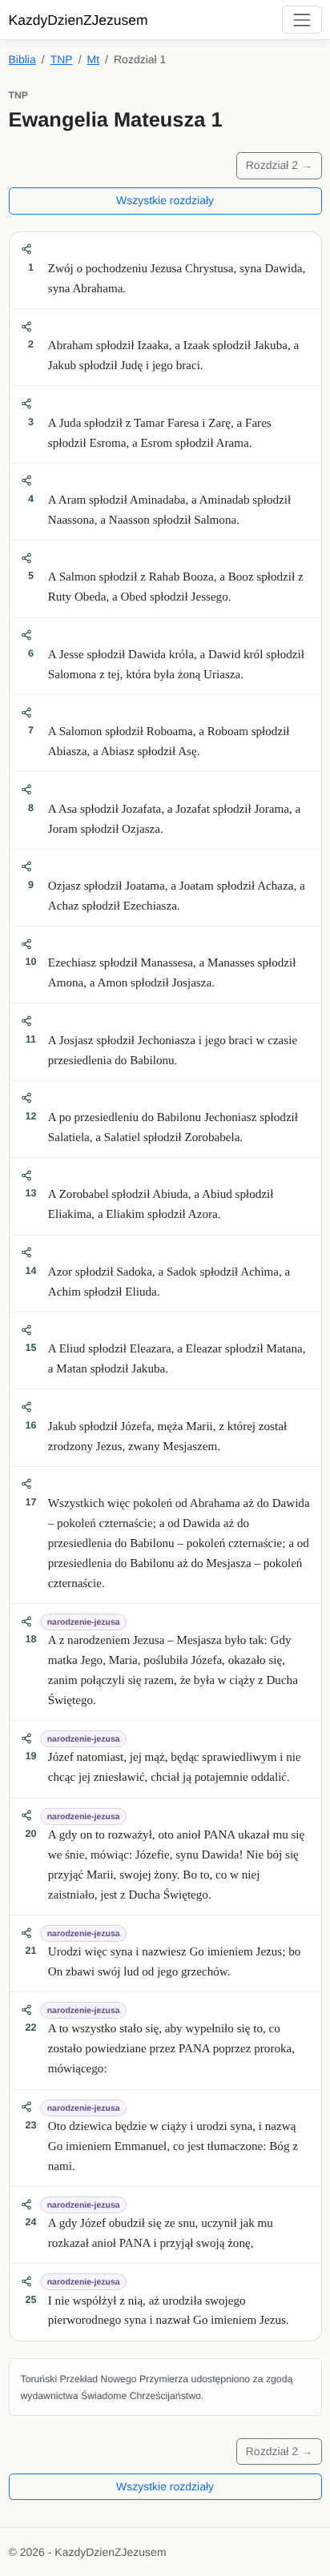 KazdyDzienZJezusem
Biblia / TNP / Mt / Rozdział 1
TNP
Ewangelia Mateusza 1
Rozdział 2 →
Wszystkie rozdziały
1 Zwój o pochodzeniu Jezusa Chrystusa, syna Dawida,
syna Abrahama.
2 Abraham spłodził Izaaka, a Izaak spłodził Jakuba, a
Jakub spłodził Judę i jego braci.
3 A Juda spłodził z Tamar Faresa i Zarę, a Fares
spłodził Esroma, a Esrom spłodził Arama.
4 A Aram spłodził Aminadaba, a Aminadab spłodził
Naassona, a Naasson spłodził Salmona.
5 A Salmon spłodził z Rahab Booza, a Booz spłodził z
Ruty Obeda, a Obed spłodził Jessego.
6 A Jesse spłodził Dawida króla, a Dawid król spłodził
Salomona z tej, która była żoną Uriasza.
7 A Salomon spłodził Roboama, a Roboam spłodził
Abiasza, a Abiasz spłodził Asę.
8 A Asa spłodził Jozafata, a Jozafat spłodził Jorama, a
Joram spłodził Ozjasza.
9 Ozjasz spłodził Joatama, a Joatam spłodził Achaza, a
Achaz spłodził Ezechiasza.
10 Ezechiasz spłodził Manassesa, a Manasses spłodził
Amona, a Amon spłodził Josjasza.
11 A Josjasz spłodził Jechoniasza i jego braci w czasie
przesiedlenia do Babilonu.
12 A po przesiedleniu do Babilonu Jechoniasz spłodził
Salatiela, a Salatiel spłodził Zorobabela.
13 A Zorobabel spłodził Abiuda, a Abiud spłodził
Eliakima, a Eliakim spłodził Azora.
14 Azor spłodził Sadoka, a Sadok spłodził Achima, a
Achim spłodził Eliuda.
15 A Eliud spłodził Eleazara, a Eleazar spłodził Matana,
a Matan spłodził Jakuba.
16 Jakub spłodził Józefa, męża Marii, z której został
zrodzony Jezus, zwany Mesjaszem.
17 Wszystkich więc pokoleń od Abrahama aż do Dawida
– pokoleń czternaście; a od Dawida aż do
przesiedlenia do Babilonu – pokoleń czternaście; a od
przesiedlenia do Babilonu aż do Mesjasza – pokoleń
czternaście.
narodzenie-jezusa
18 A z narodzeniem Jezusa – Mesjasza było tak: Gdy
matka Jego, Maria, poślubiła Józefa, okazało się,
zanim połączyli się razem, że była w ciąży z Ducha
Świętego.
narodzenie-jezusa
19 Józef natomiast, jej mąż, będąc sprawiedliwym i nie
chcąc jej zniesławić, chciał ją potajemnie oddalić.
narodzenie-jezusa
20 A gdy on to rozważył, oto anioł PANA ukazał mu się
we śnie, mówiąc: Józefie, synu Dawida! Nie bój się
przyjąć Marii, swojej żony. Bo to, co w niej
zaistniało, jest z Ducha Świętego.
narodzenie-jezusa
21 Urodzi więc syna i nazwiesz Go imieniem Jezus; bo
On zbawi swój lud od jego grzechów.
narodzenie-jezusa
22 A to wszystko stało się, aby wypełniło się to, co
zostało powiedziane przez PANA poprzez proroka,
mówiącego:
narodzenie-jezusa
23 Oto dziewica będzie w ciąży i urodzi syna, i nazwą
Go imieniem Emmanuel, co jest tłumaczone: Bóg z
nami.
narodzenie-jezusa
24 A gdy Józef obudził się ze snu, uczynił jak mu
rozkazał anioł PANA i przyjął swoją żonę,
narodzenie-jezusa
25 I nie współżył z nią, aż urodziła swojego
pierworodnego syna i nazwał Go imieniem Jezus.
Toruński Przekład Nowego Przymierza udostępniono za zgodą
wydawnictwa Świadome Chrześcijaństwo.
Rozdział 2 →
Wszystkie rozdziały
© 2026 - KazdyDzienZJezusem